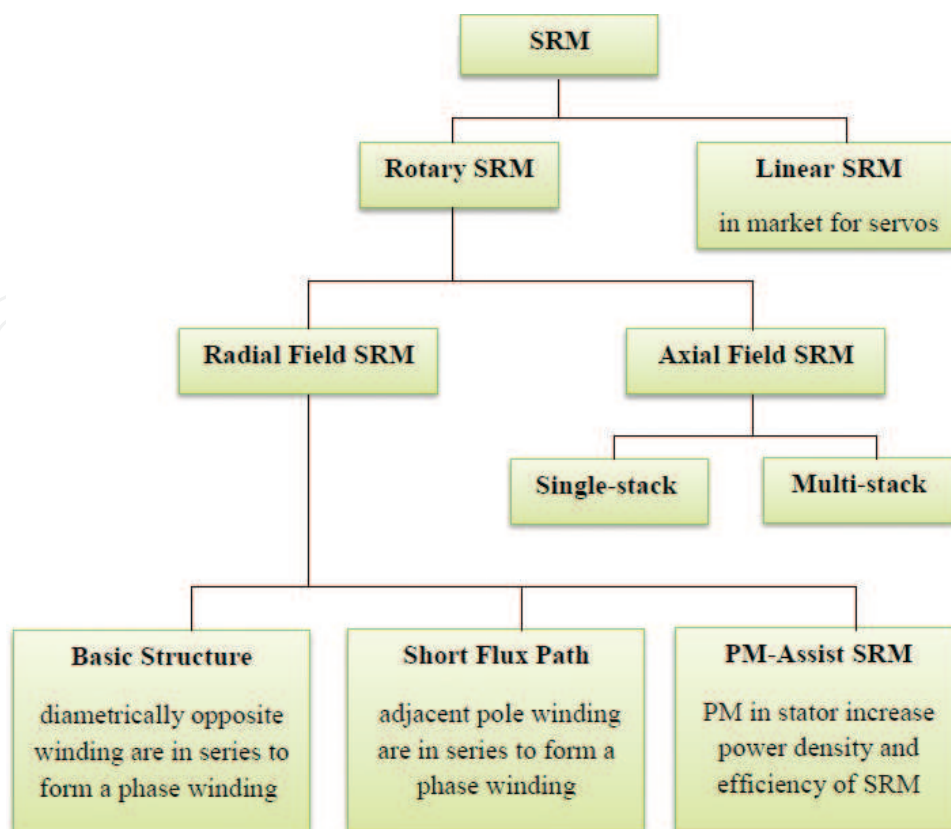 SRM
Rotary SRM
Linear SRM
in market for servos
Radial Field SRM
Axial Field SRM
Single-stack
Multi-stack
Basic Structure
diametrically opposite
winding are in series to
form a phase winding
Short Flux Path
adjacent pole winding
are in series to form a
phase winding
PM-Assist SRM
PM in stator increase
power density and
efficiency of SRM